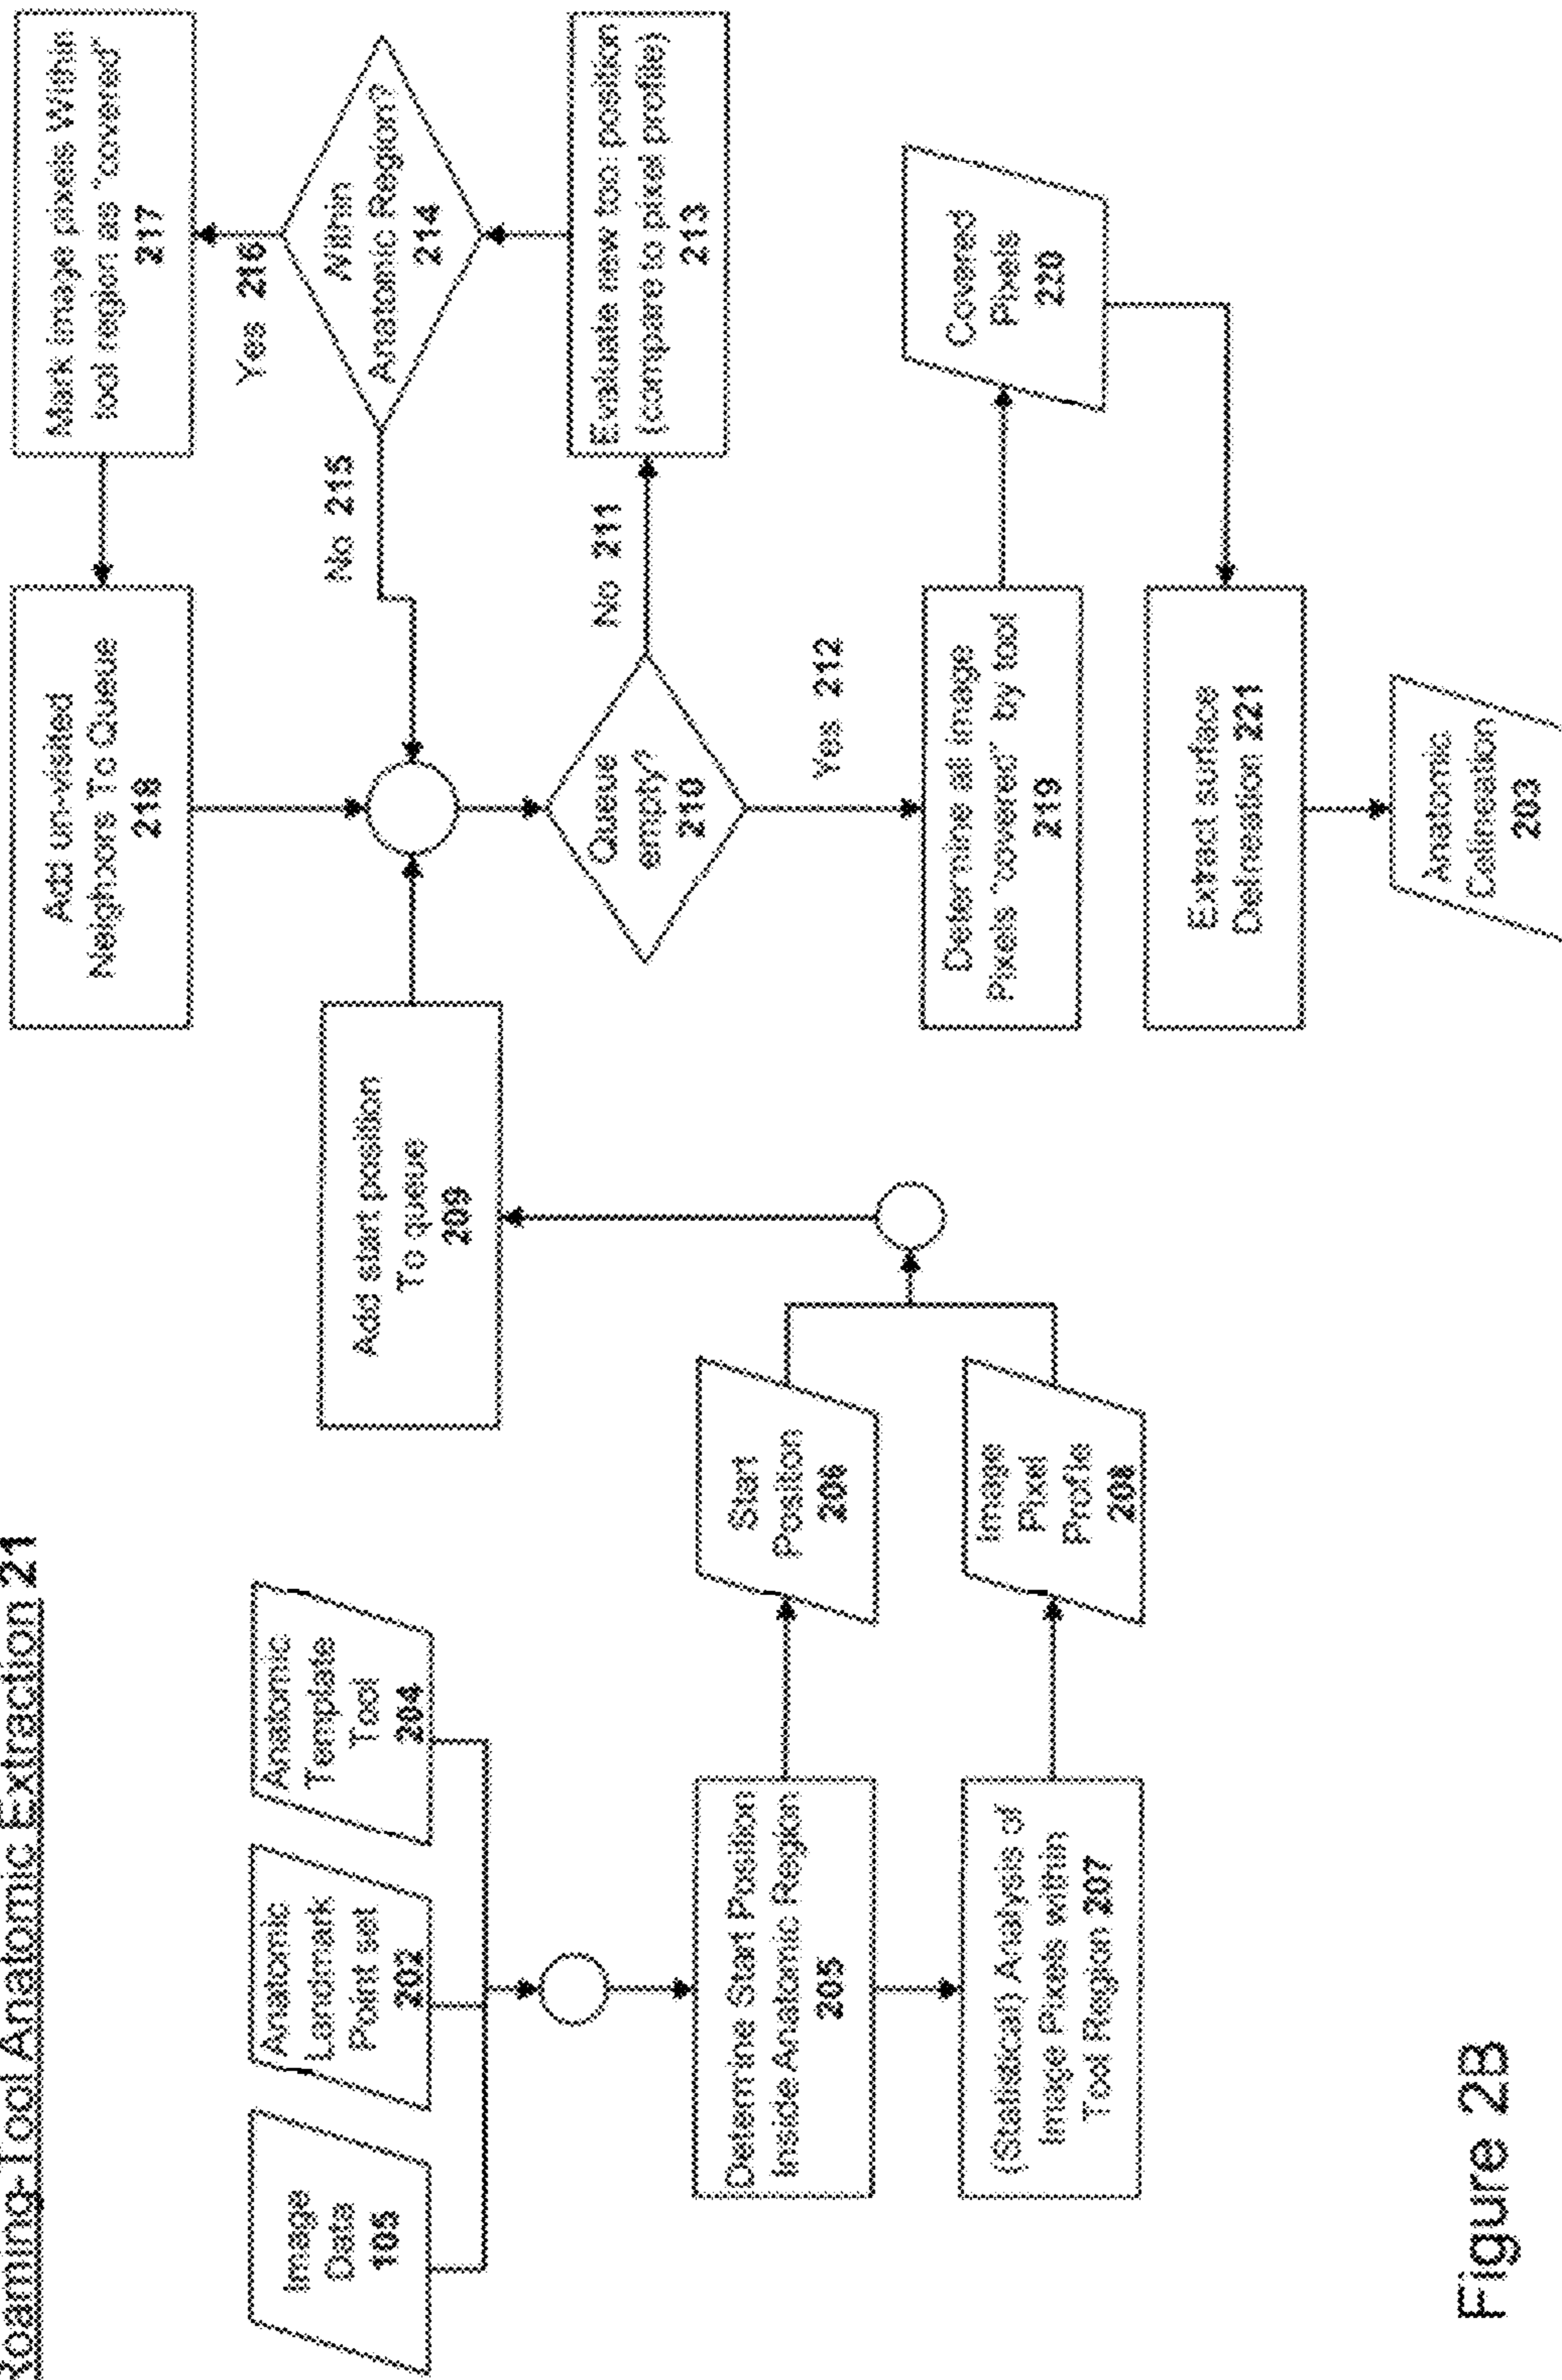 Roaming-Tool Anatomic Extraction 21
Image
Data
105
Anatomic
Landmark
Point set
202
Anatomic
Template
Tool
204
Determine Start Position
Inside Anatomic Region
205
(Statistical) Analysis of
Image Pixels within
Tool Region 207
Start
Position
206
Image
Pixel
Profile
208
Add start position
To queue
209
Add un-visited
Neighbors To Queue
218
Mark image pixels Within
tool region as "covered"
217
Yes 216
Within
Anatomic Region?
214
No 215
Evaluate new tool position
(compare to pixel profile)
213
No 211
Queue
empty?
210
Yes 212
Determine all image
Pixels "covered" by tool
219
Covered
Pixels
220
Extract surface
Delineation 221
Anatomic
Delineation
203
Figure 2B